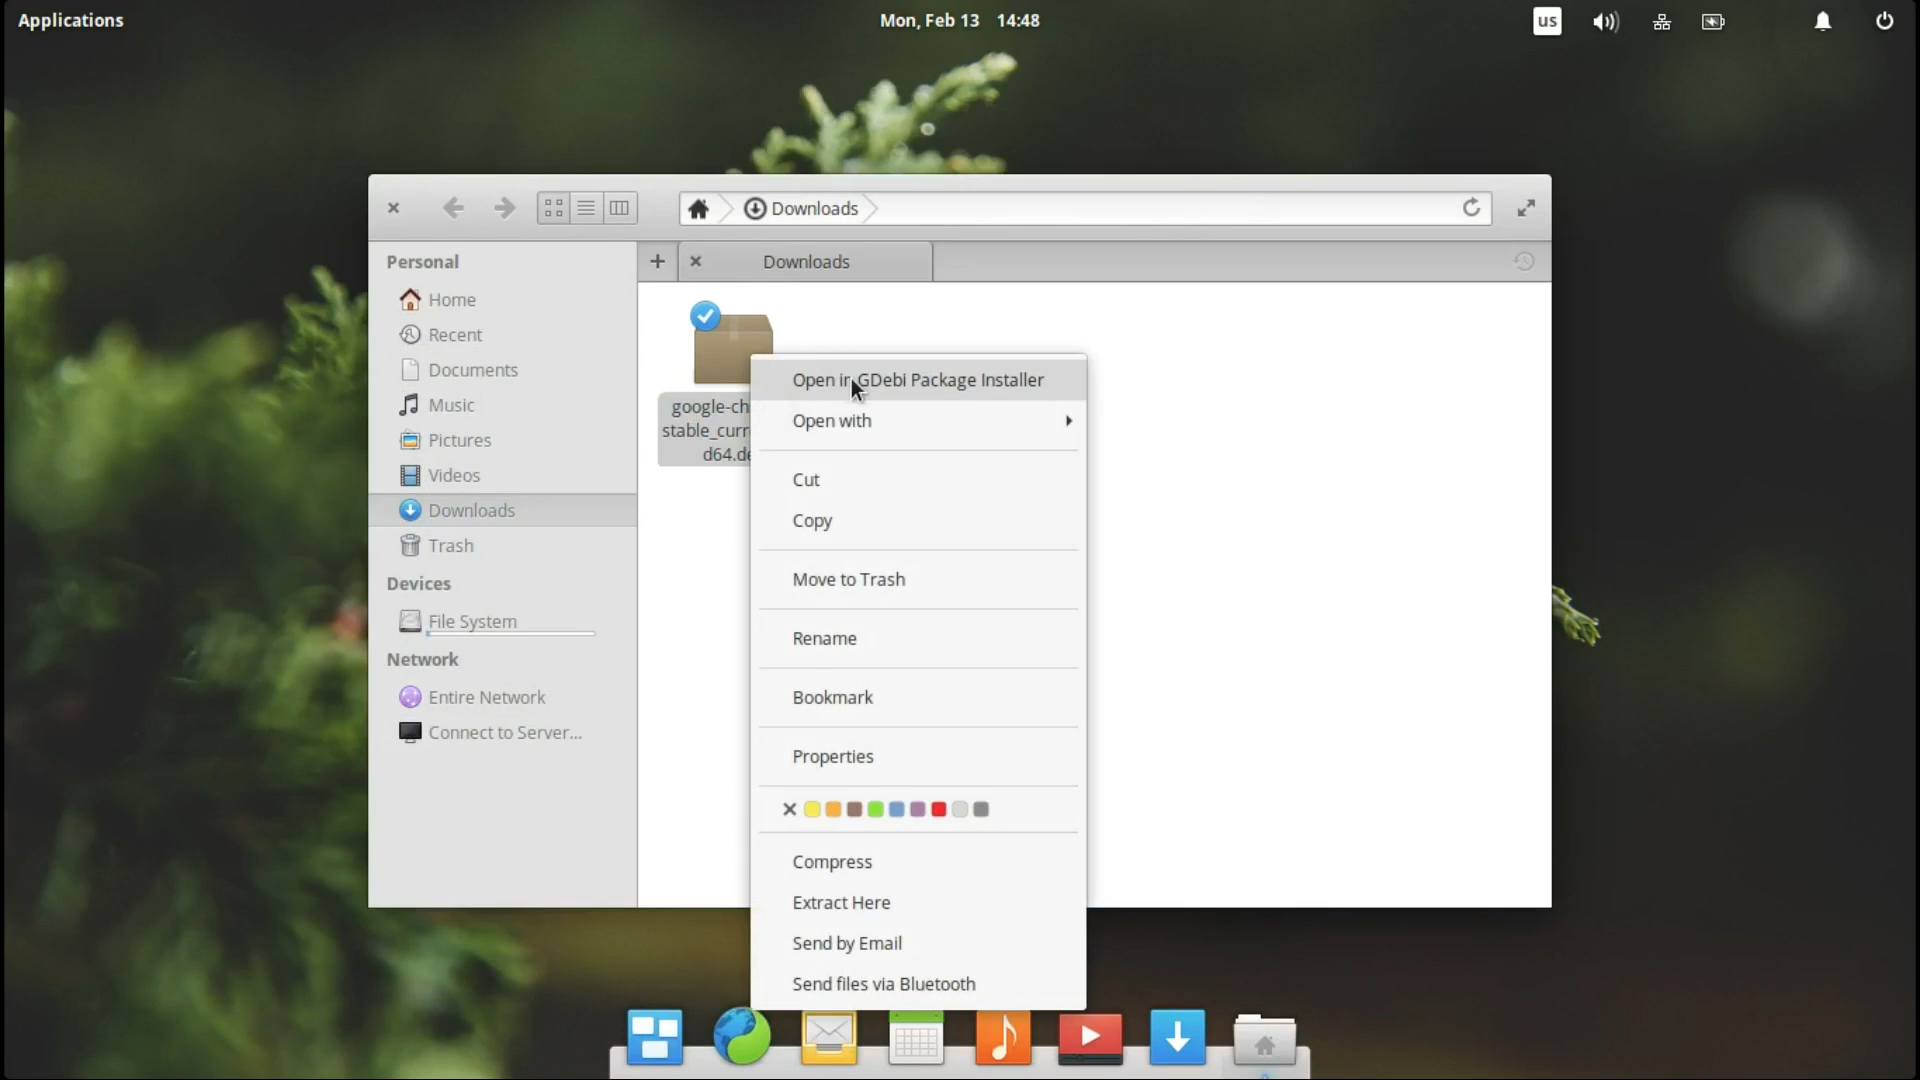 Applications
Mon, Feb 13 14:48
us
Downloads
Downloads
Personal
Home
Recent
Documents
Music
Pictures
Videos
Downloads
Trash
Devices
File System
Network
Entire Network
Connect to Server...
google-ch
stable_curr
d64.de
Open in GDebi Package Installer
Open with
Cut
Copy
Move to Trash
Rename
Bookmark
Properties
Compress
Extract Here
Send by Email
Send files via Bluetooth